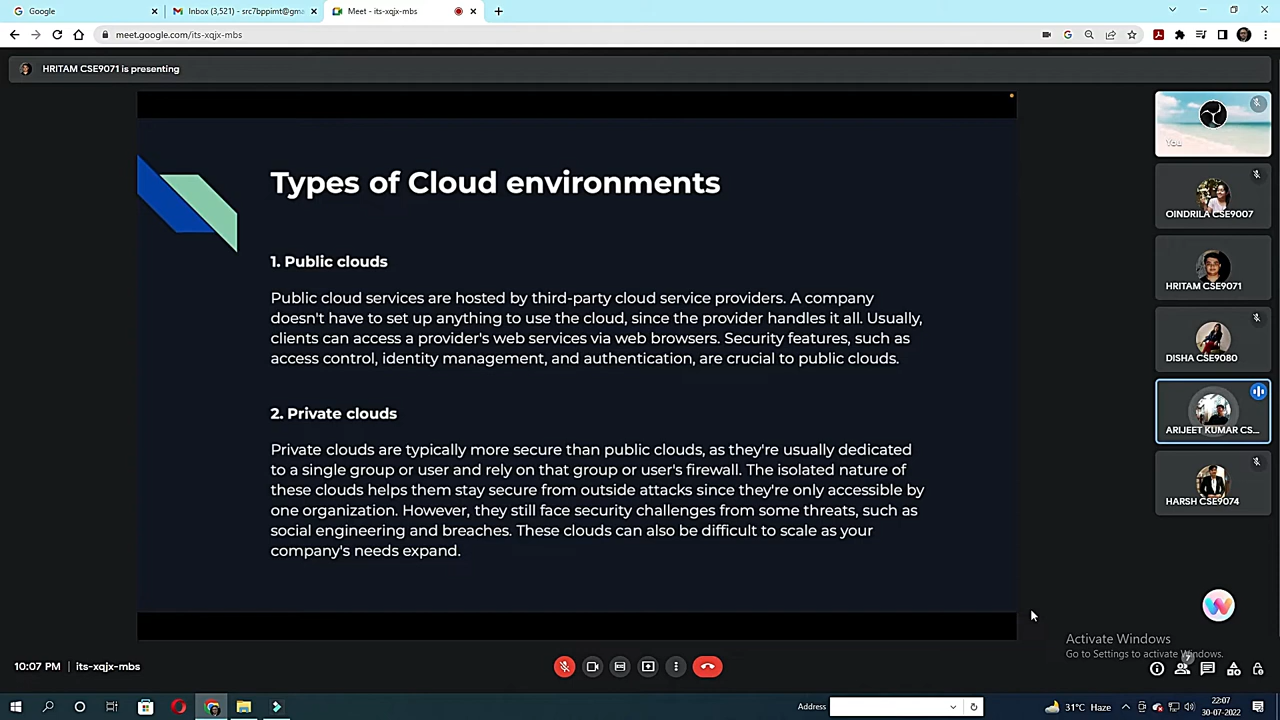 Google
Inbox (3,521) - src7bppimt@gma
Meet - its-xqjx-mbs
meet.google.com/its-xqjx-mbs
HRITAM CSE9071 is presenting
Types of Cloud environments
1. Public clouds
Public cloud services are hosted by third-party cloud service providers. A company
doesn't have to set up anything to use the cloud, since the provider handles it all. Usually,
clients can access a provider's web services via web browsers. Security features, such as
access control, identity management, and authentication, are crucial to public clouds.
2. Private clouds
Private clouds are typically more secure than public clouds, as they're usually dedicated
to a single group or user and rely on that group or user's firewall. The isolated nature of
these clouds helps them stay secure from outside attacks since they're only accessible by
one organization. However, they still face security challenges from some threats, such as
social engineering and breaches. These clouds can also be difficult to scale as your
company's needs expand.
You
OINDRILA CSE9007
HRITAM CSE9071
DISHA CSE9080
ARIJEET KUMAR CS...
HARSH CSE9074
Activate Windows
Go to Settings to activate Windows.
10:07 PM | its-xqjx-mbs
7
Address
31°C Haze
22:07
30-07-2022